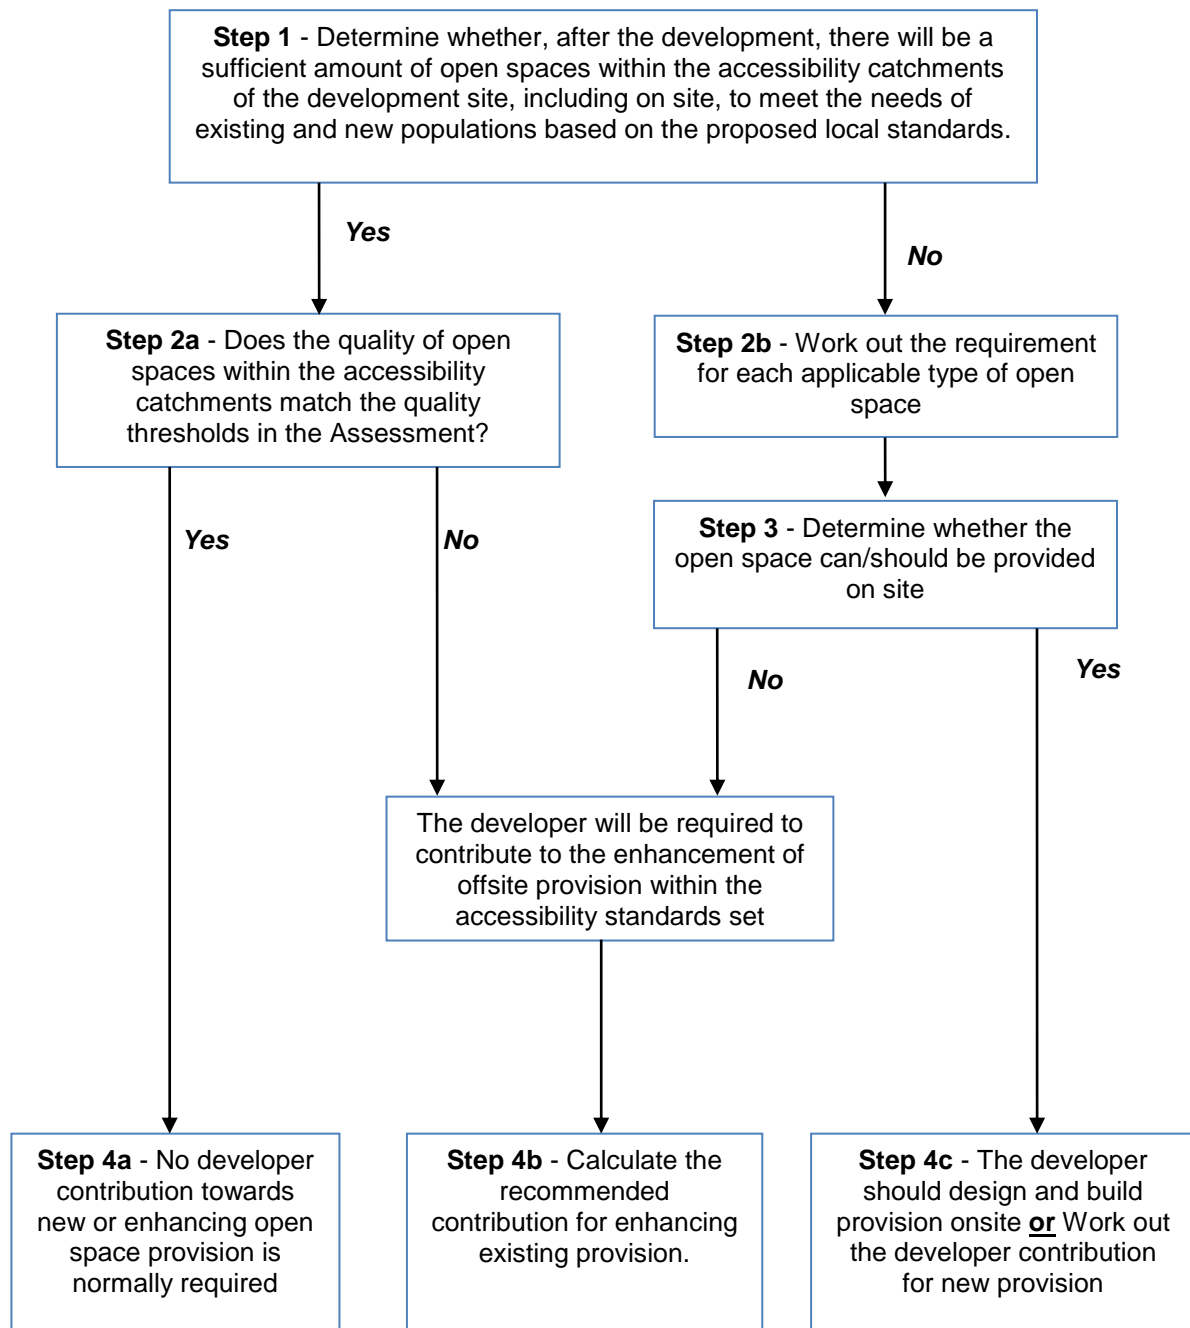 Step 1 - Determine whether, after the development, there will be a
sufficient amount of open spaces within the accessibility catchments
of the development site, including on site, to meet the needs of
existing and new populations based on the proposed local standards.
Yes
No
Step 2a - Does the quality of open
spaces within the accessibility
catchments match the quality
thresholds in the Assessment?
Step 2b - Work out the requirement
for each applicable type of open
space
Step 3 - Determine whether the
open space can/should be provided
on site
Yes
No
No
Yes
The developer will be required to
contribute to the enhancement of
offsite provision within the
accessibility standards set
Step 4a - No developer
contribution towards
new or enhancing open
space provision is
normally required
Step 4b - Calculate the
recommended
contribution for enhancing
existing provision.
Step 4c - The developer
should design and build
provision onsite or Work out
the developer contribution
for new provision